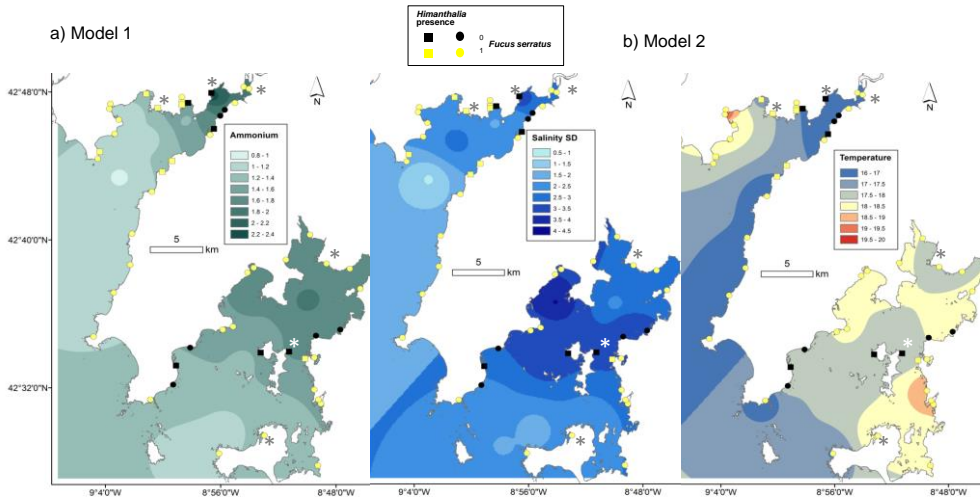 Himanthalia
presence
0
1
Fucus serratus
a) Model 1
b) Model 2
42°48'N
42°40'N
42°32'N
N
Ammonium
0.8 - 1
1 - 1.2
1.2 - 1.4
1.4 - 1.6
1.6 - 1.8
1.8 - 2
2 - 2.2
2.2 - 2.4
5
km
*
*
*
*
*
*
9°4'0"W
8°56'0"W
8°48'0"W
N
Salinity SD
0.5 - 1
1 - 1.5
1.5 - 2
2 - 2.5
2.5 - 3
3 - 3.5
3.5 - 4
4 - 4.5
5
km
*
*
*
*
*
*
9°4'0"W
8°56'0"W
8°48'0"W
N
Temperature
16 - 17
17 - 17.5
17.5 - 18
18 - 18.5
18.5 - 19
19 - 19.5
19.5 - 20
5
km
*
*
*
*
*
*
9°4'0"W
8°56'0"W
8°48'0"W